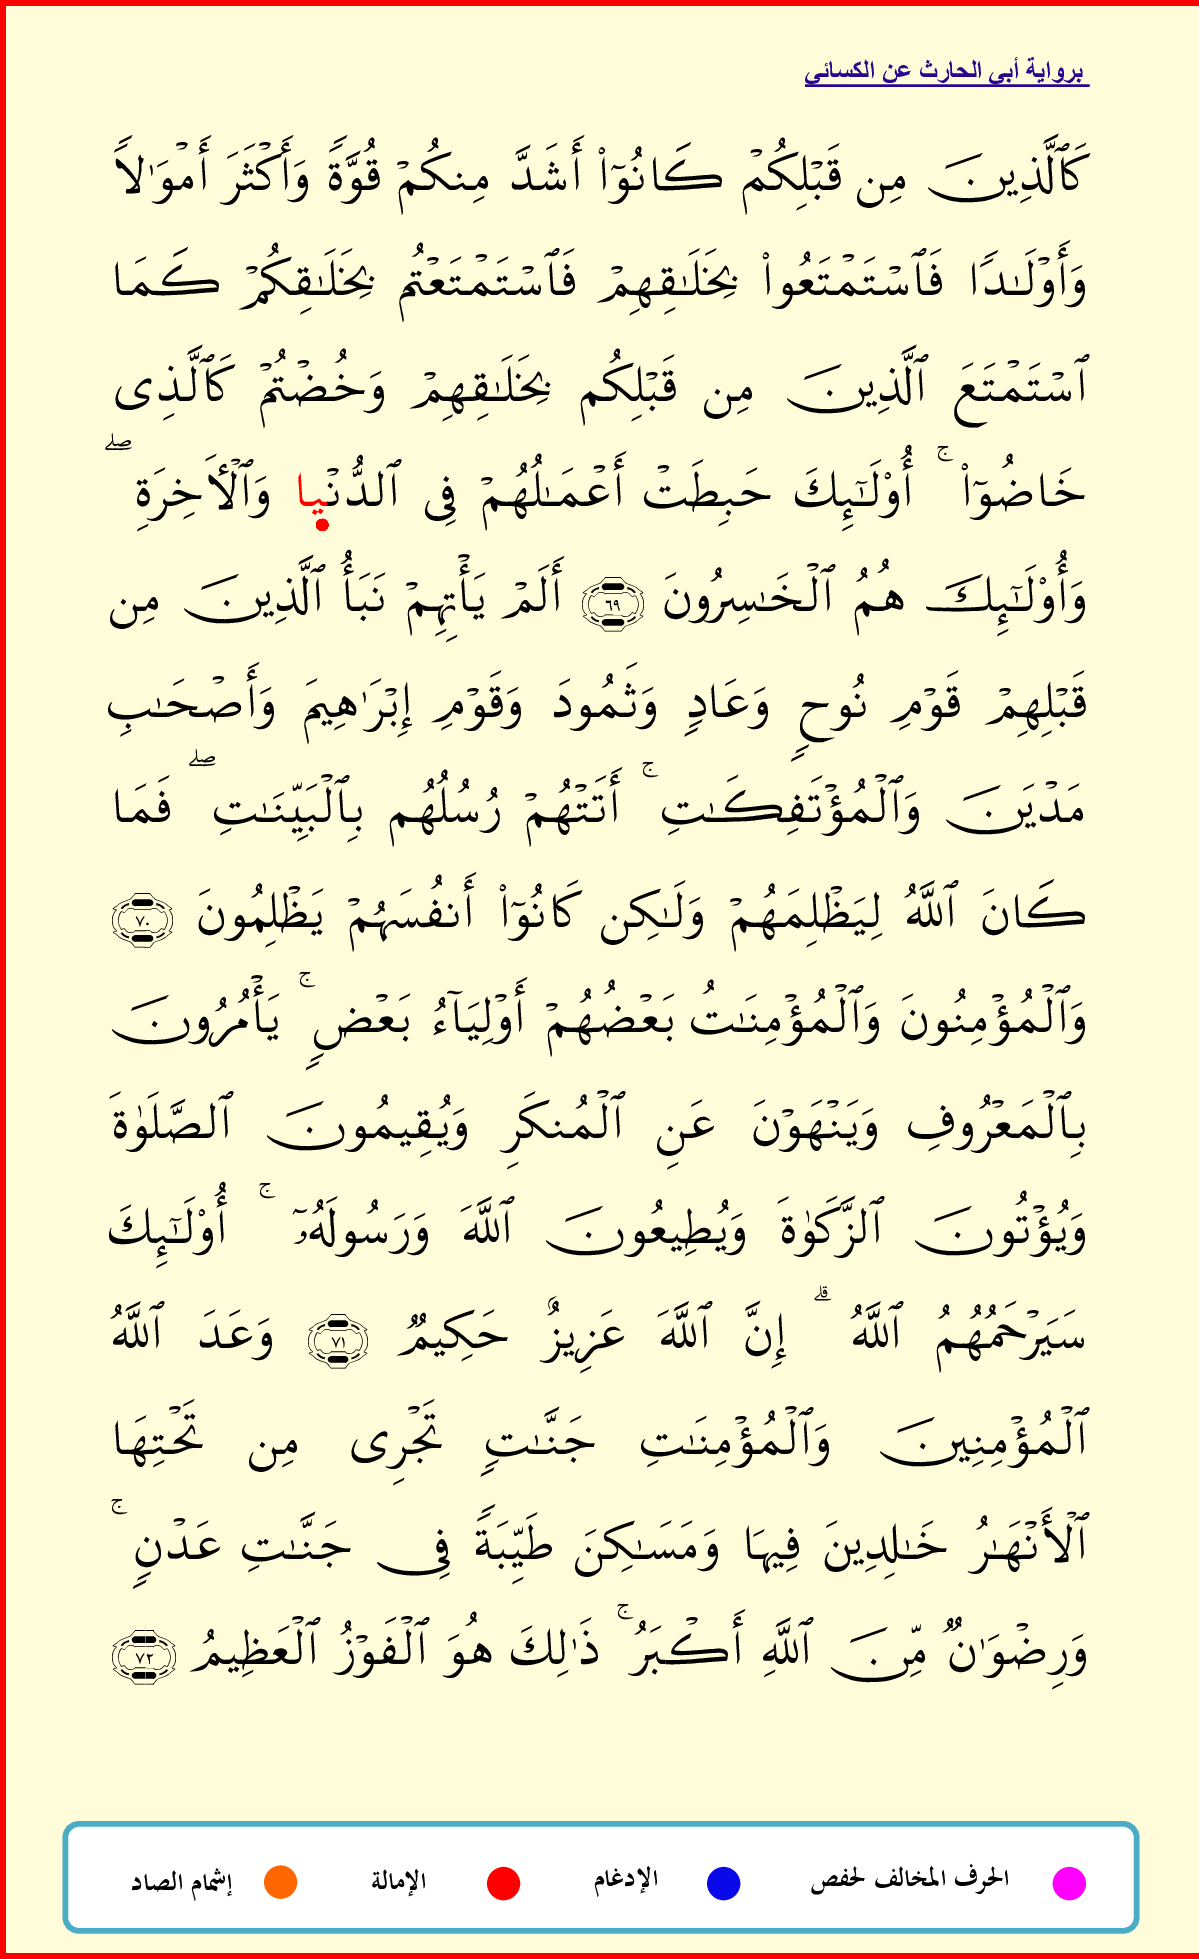 برواية أبي الحارث عن الكسائي
كَٱلَّذِينَ مِن قَبۡلِكُمۡ كَانُوٓاْ أَشَدَّ مِنكُمۡ قُوَّةٗ وَأَكۡثَرَ أَمۡوَٰلٗا
وَأَوۡلَٰدٗا فَٱسۡتَمۡتَعُواْ بِخَلَٰقِهِمۡ فَٱسۡتَمۡتَعۡتُم بِخَلَٰقِكُمۡ كَمَا
ٱسۡتَمۡتَعَ ٱلَّذِينَ مِن قَبۡلِكُم بِخَلَٰقِهِمۡ وَخُضۡتُمۡ كَٱلَّذِى
خَاضُوٓاْۚ أُوْلَٰٓئِكَ حَبِطَتۡ أَعۡمَٰلُهُمۡ فِى ٱلدُّنۡيا وَٱلۡأَخِرَةِۖ
وَأُوْلَٰٓئِكَ هُمُ ٱلۡخَٰسِرُونَ ٦٩ أَلَمۡ يَأۡتِهِمۡ نَبَأُ ٱلَّذِينَ مِن
قَبۡلِهِمۡ قَوۡمِ نُوحٖ وَعَادٖ وَثَمُودَ وَقَوۡمِ إِبۡرَٰهِيمَ وَأَصۡحَٰبِ
مَدۡيَنَ وَٱلۡمُؤۡتَفِكَٰتِۚ أَتَتۡهُمۡ رُسُلُهُم بِٱلۡبَيِّنَٰتِۖ فَمَا
كَانَ ٱللَّهُ لِيَظۡلِمَهُمۡ وَلَٰكِن كَانُوٓاْ أَنفُسَهُمۡ يَظۡلِمُونَ ٧٠
وَٱلۡمُؤۡمِنُونَ وَٱلۡمُؤۡمِنَٰتُ بَعۡضُهُمۡ أَوۡلِيَآءُ بَعۡضٖۚ يَأۡمُرُونَ
بِٱلۡمَعۡرُوفِ وَيَنۡهَوۡنَ عَنِ ٱلۡمُنكَرِ وَيُقِيمُونَ ٱلصَّلَوٰةَ
وَيُؤۡتُونَ ٱلزَّكَوٰةَ وَيُطِيعُونَ ٱللَّهَ وَرَسُولَهُۥٓۚ أُوْلَٰٓئِكَ
سَيَرۡحَمُهُمُ ٱللَّهُۗ إِنَّ ٱللَّهَ عَزِيزٌ حَكِيمٞ ٧١ وَعَدَ ٱللَّهُ
ٱلۡمُؤۡمِنِينَ وَٱلۡمُؤۡمِنَٰتِ جَنَّٰتٖ تَجۡرِى مِن تَحۡتِهَا
ٱلۡأَنۡهَٰرُ خَٰلِدِينَ فِيهَا وَمَسَٰكِنَ طَيِّبَةٗ فِى جَنَّٰتِ عَدۡنٖۚ
وَرِضۡوَٰنٞ مِّنَ ٱللَّهِ أَكۡبَرُۚ ذَٰلِكَ هُوَ ٱلۡفَوۡزُ ٱلۡعَظِيمُ ٧٢
الحرف المخالف لحفص الإدغام الإمالة إشمام الصاد